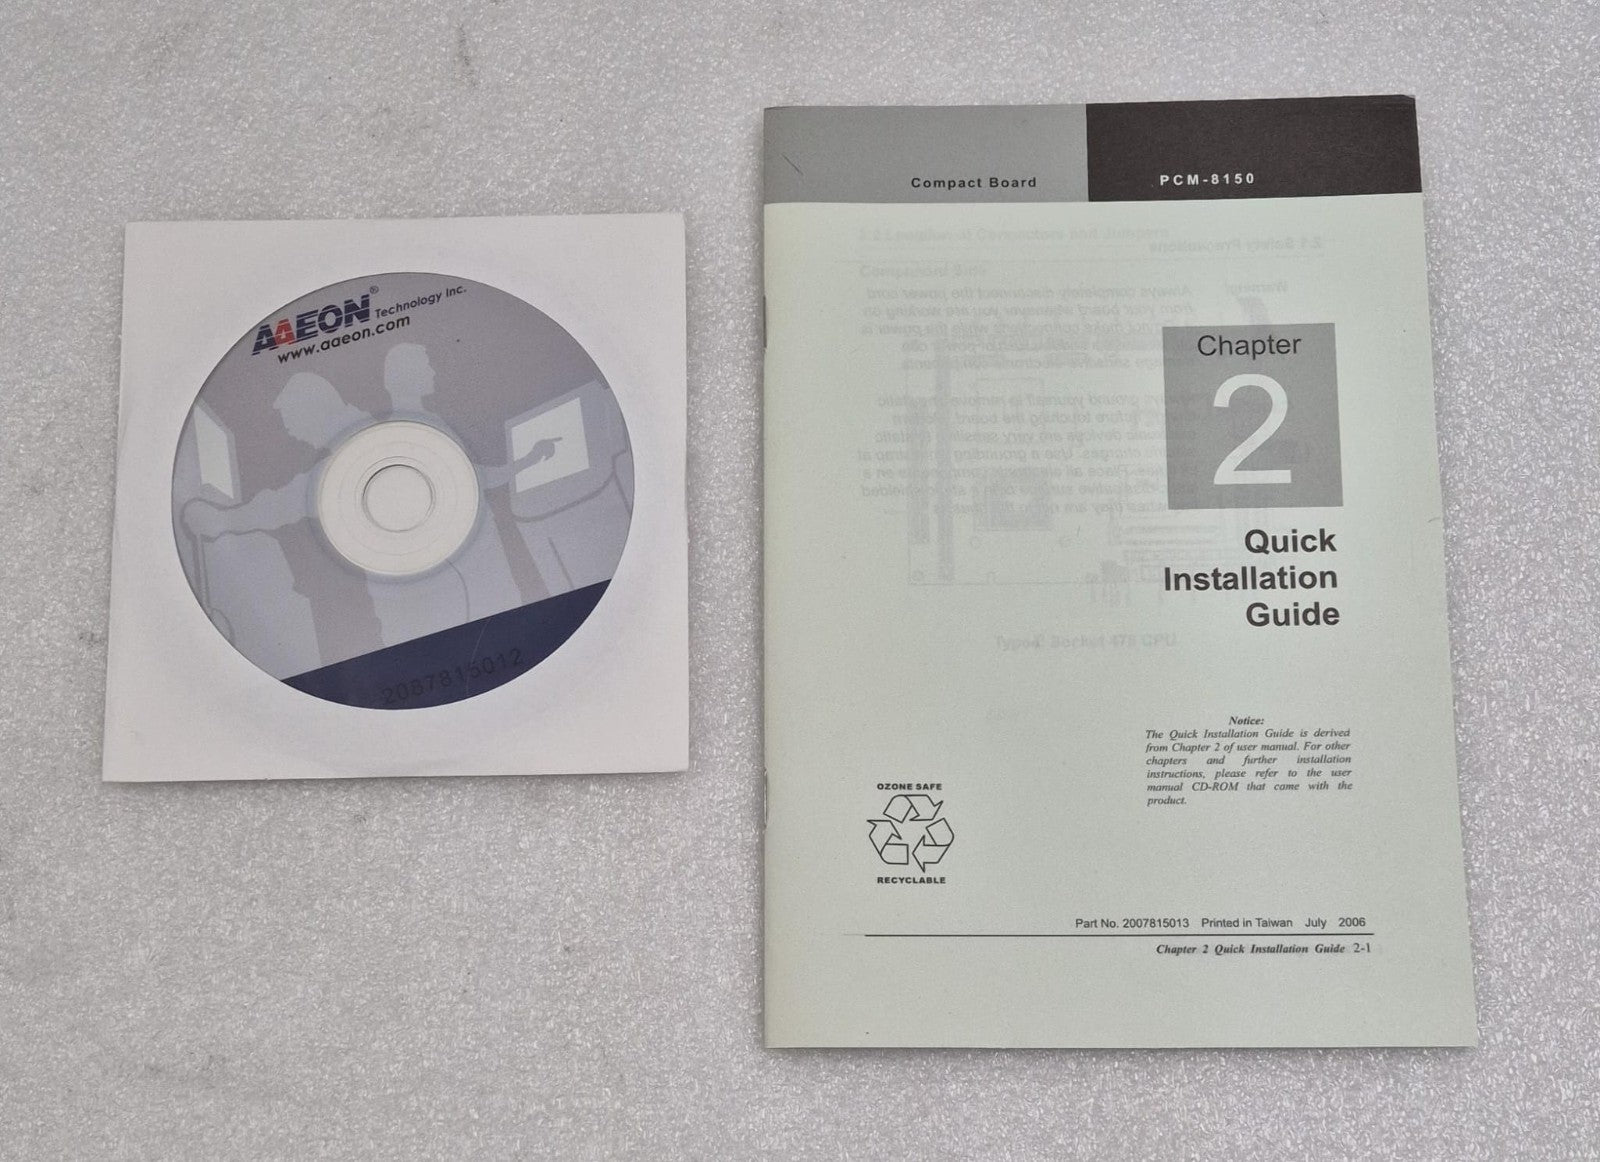 AAEON® Technology Inc.
www.aaeon.com
2087815012
Compact Board
PCM-8150
Chapter
2
Quick
Installation
Guide
Notice:
The Quick Installation Guide is derived
from Chapter 2 of user manual. For other
chapters and further installation
instructions, please refer to the user
manual CD-ROM that came with the
product.
OZONE SAFE
RECYCLABLE
Part No. 2007815013 Printed in Taiwan July 2006
Chapter 2 Quick Installation Guide 2-1